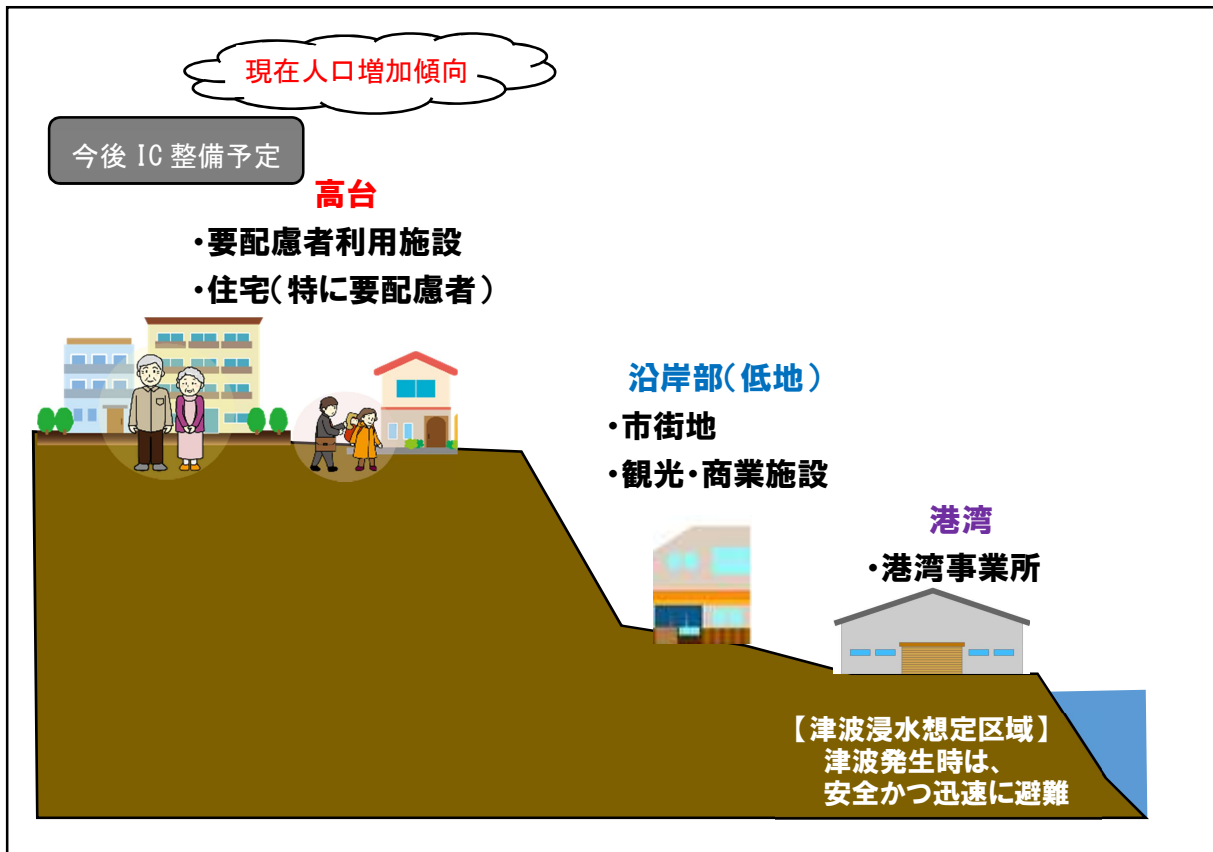 現在人口増加傾向
今後 IC 整備予定
高台
・要配慮者利用施設
・住宅(特に要配慮者)
沿岸部(低地)
・市街地
・観光・商業施設
港湾
・港湾事業所
【津波浸水想定区域】
津波発生時は、
安全かつ迅速に避難